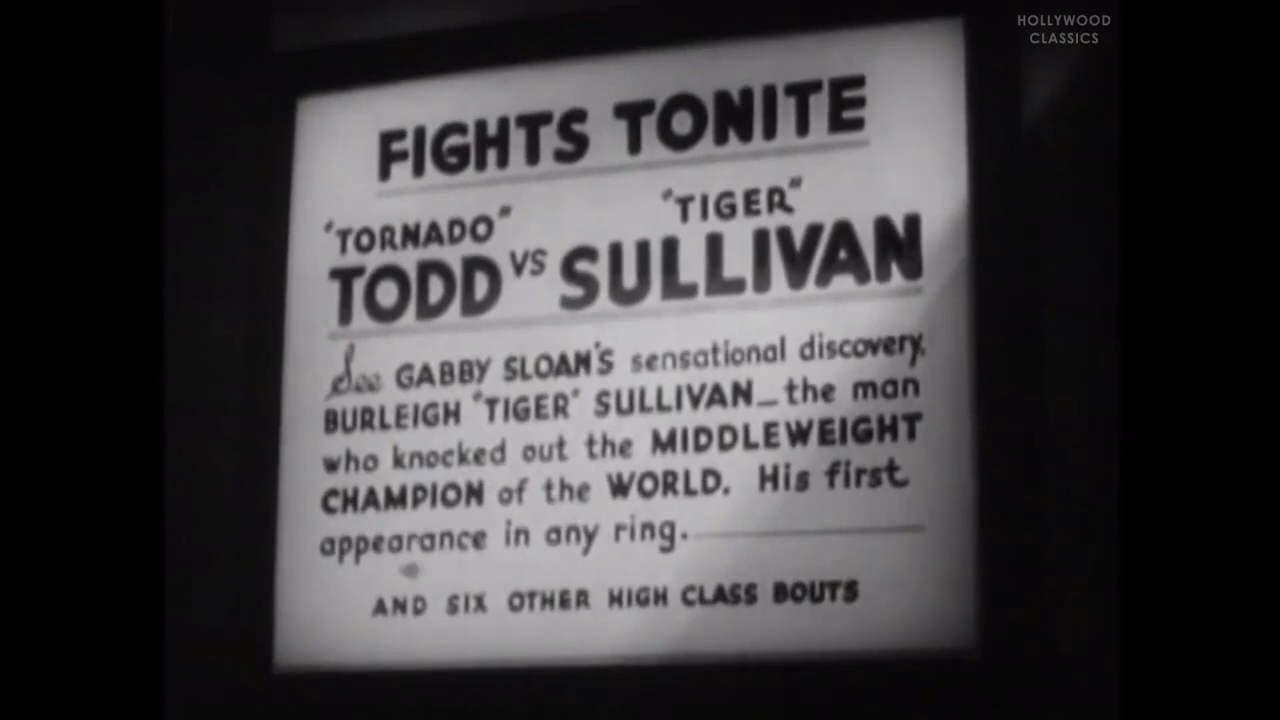 HOLLYWOOD
CLASSICS
FIGHTS TONITE
"TORNADO" "TIGER"
TODD VS SULLIVAN
See GABBY SLOAN'S sensational discovery,
BURLEIGH "TIGER" SULLIVAN_the man
who knocked out the MIDDLEWEIGHT
CHAMPION of the WORLD. His first
appearance in any ring.
AND SIX OTHER HIGH CLASS BOUTS